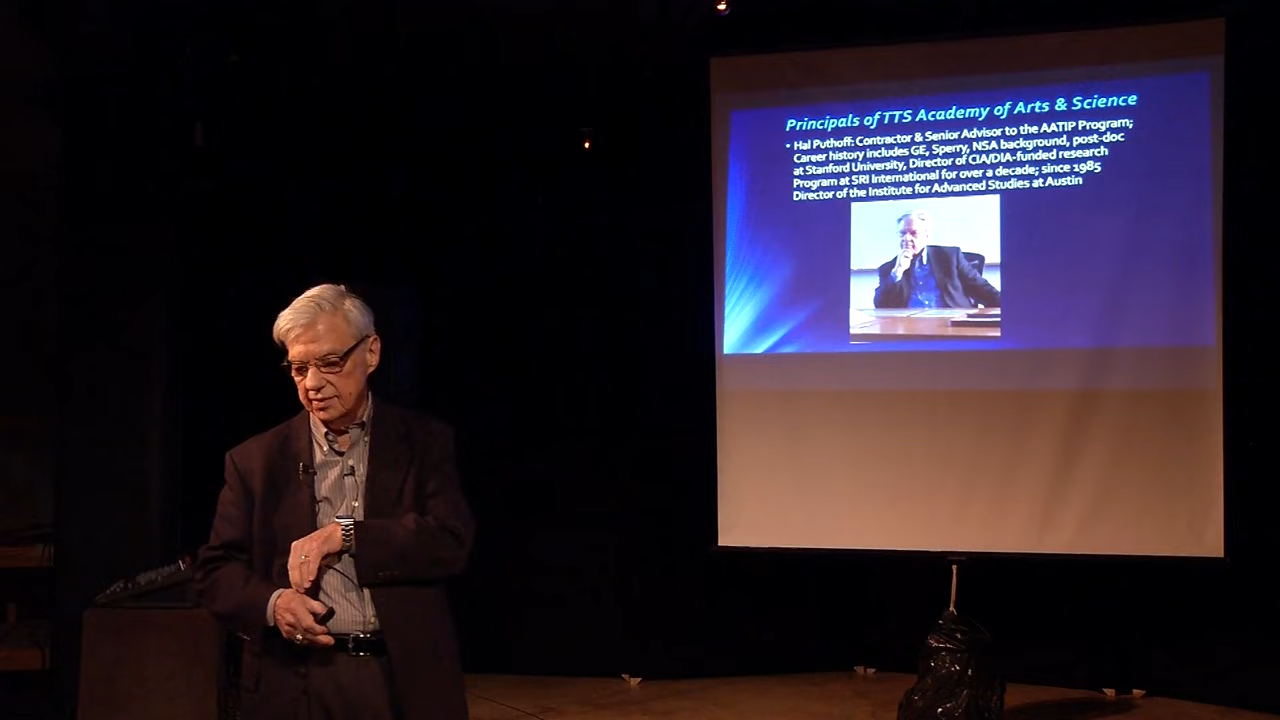 Principals of TTS Academy of Arts & Science
• Hal Puthoff: Contractor & Senior Advisor to the AATIP Program;
Career history includes GE, Sperry, NSA background, post-doc
at Stanford University, Director of CIA/DIA-funded research
Program at SRI International for over a decade; since 1985
Director of the Institute for Advanced Studies at Austin